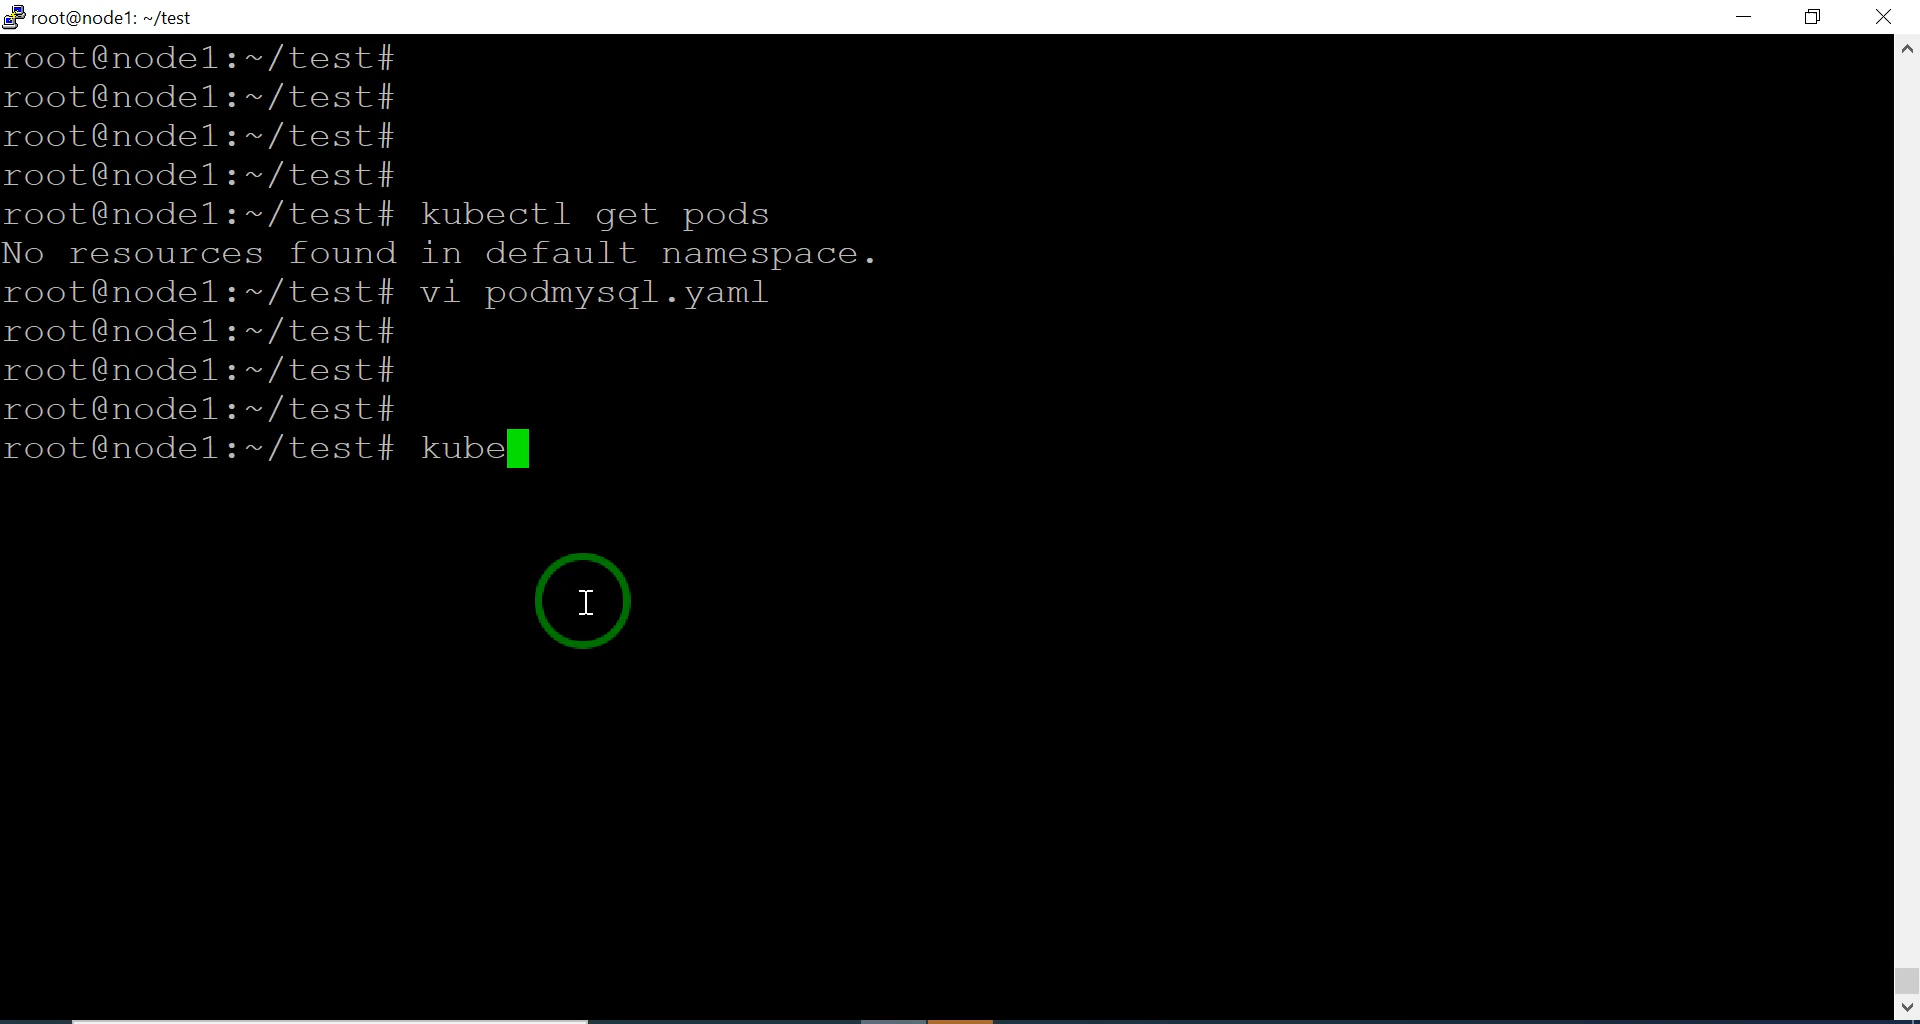 root@node1: ~/test
root@node1:~/test#
root@node1:~/test#
root@node1:~/test#
root@node1:~/test#
root@node1:~/test# kubectl get pods
No resources found in default namespace.
root@node1:~/test# vi podmysql.yaml
root@node1:~/test#
root@node1:~/test#
root@node1:~/test#
root@node1:~/test# kube